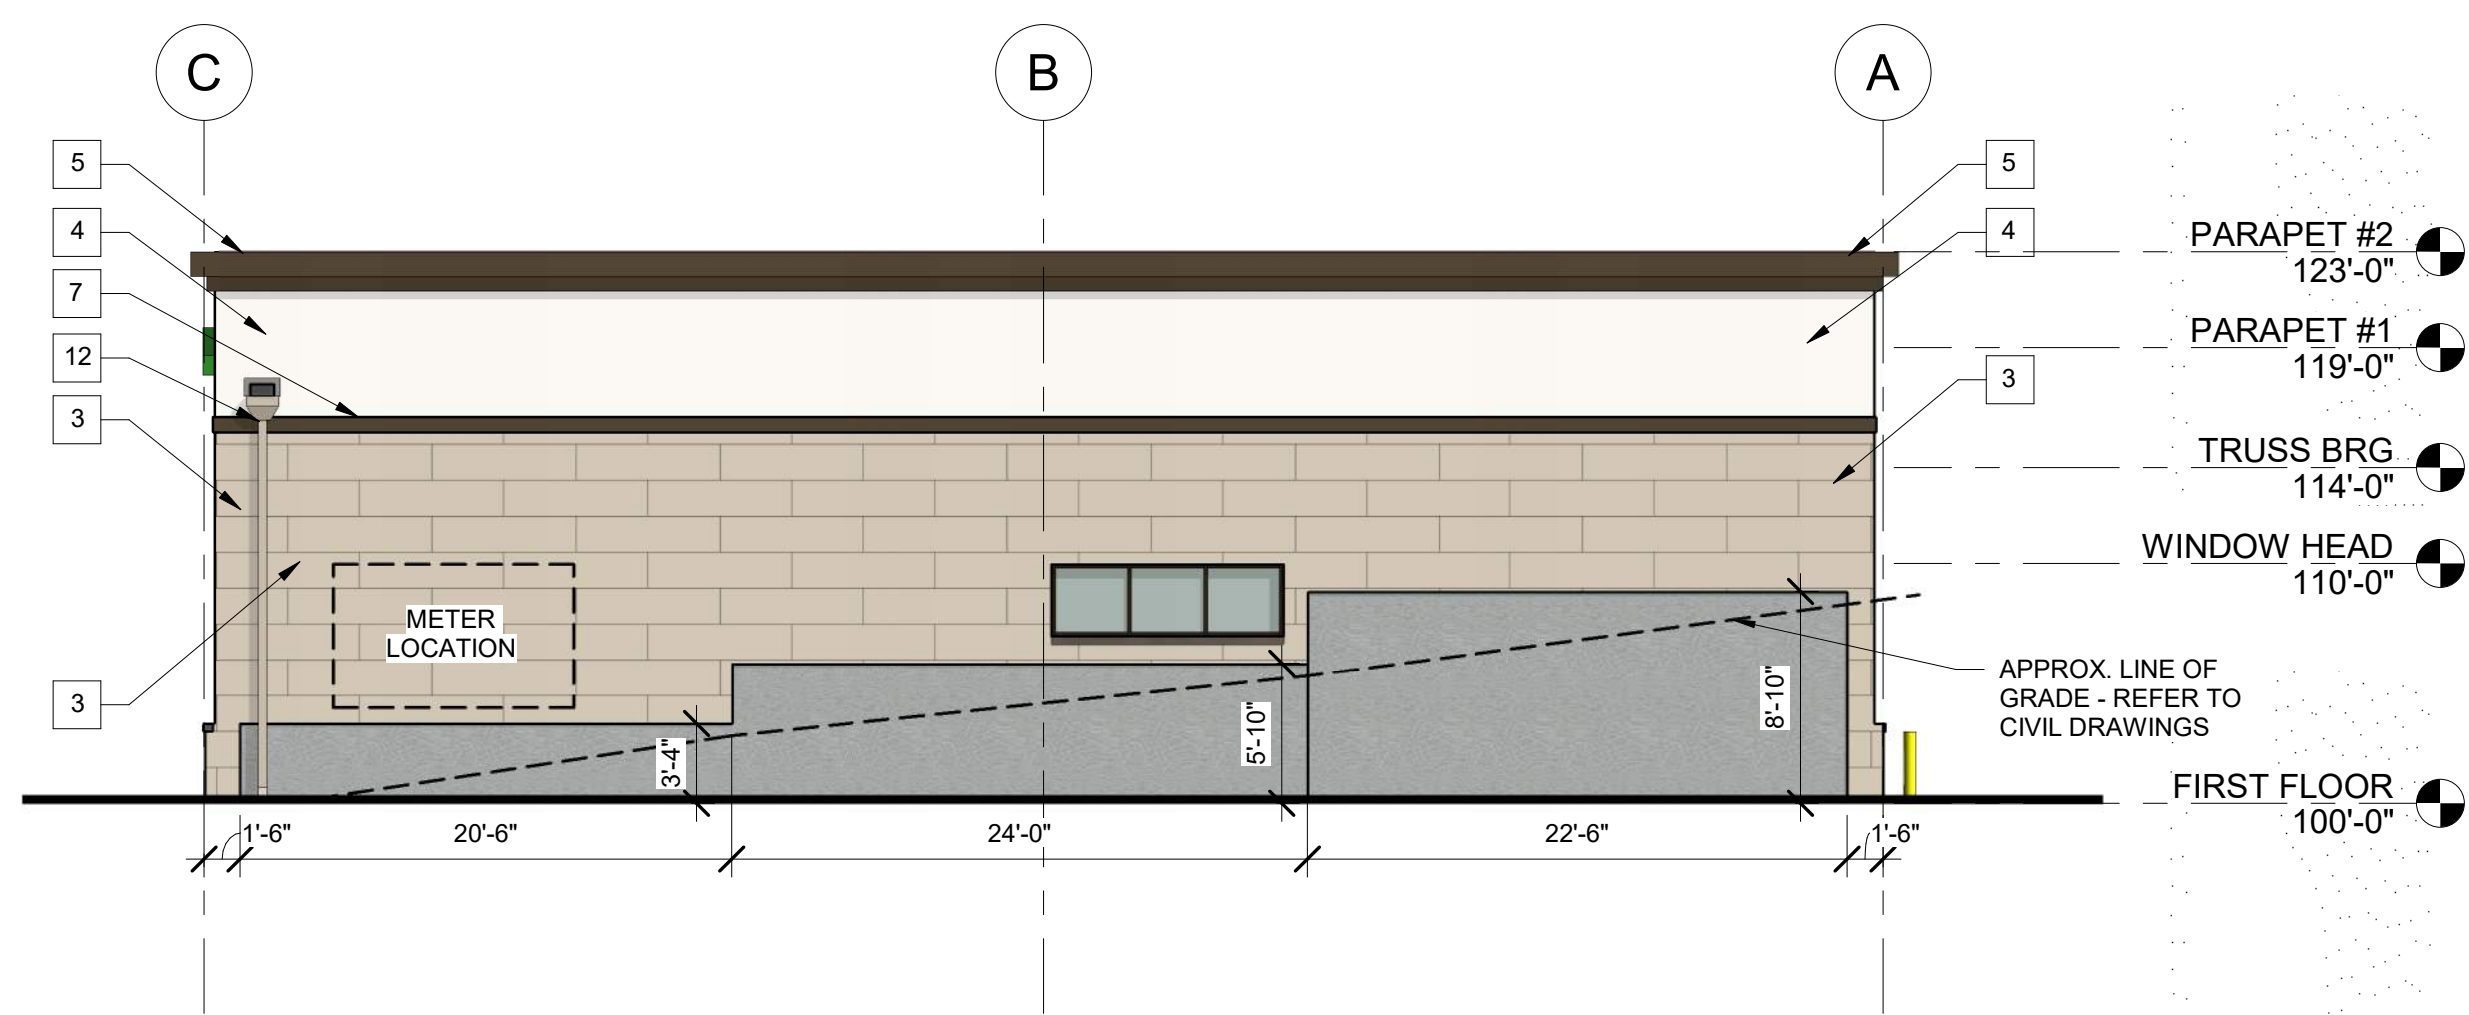 C
B
A
5
4
7
12
3
3
5
4
3
PARAPET #2
123'-0"
PARAPET #1
119'-0"
TRUSS BRG
114'-0"
WINDOW HEAD
110'-0"
FIRST FLOOR
100'-0"
METER
LOCATION
APPROX. LINE OF
GRADE - REFER TO
CIVIL DRAWINGS
3'-4"
5'-10"
8'-10"
1'-6"
20'-6"
24'-0"
22'-6"
1'-6"